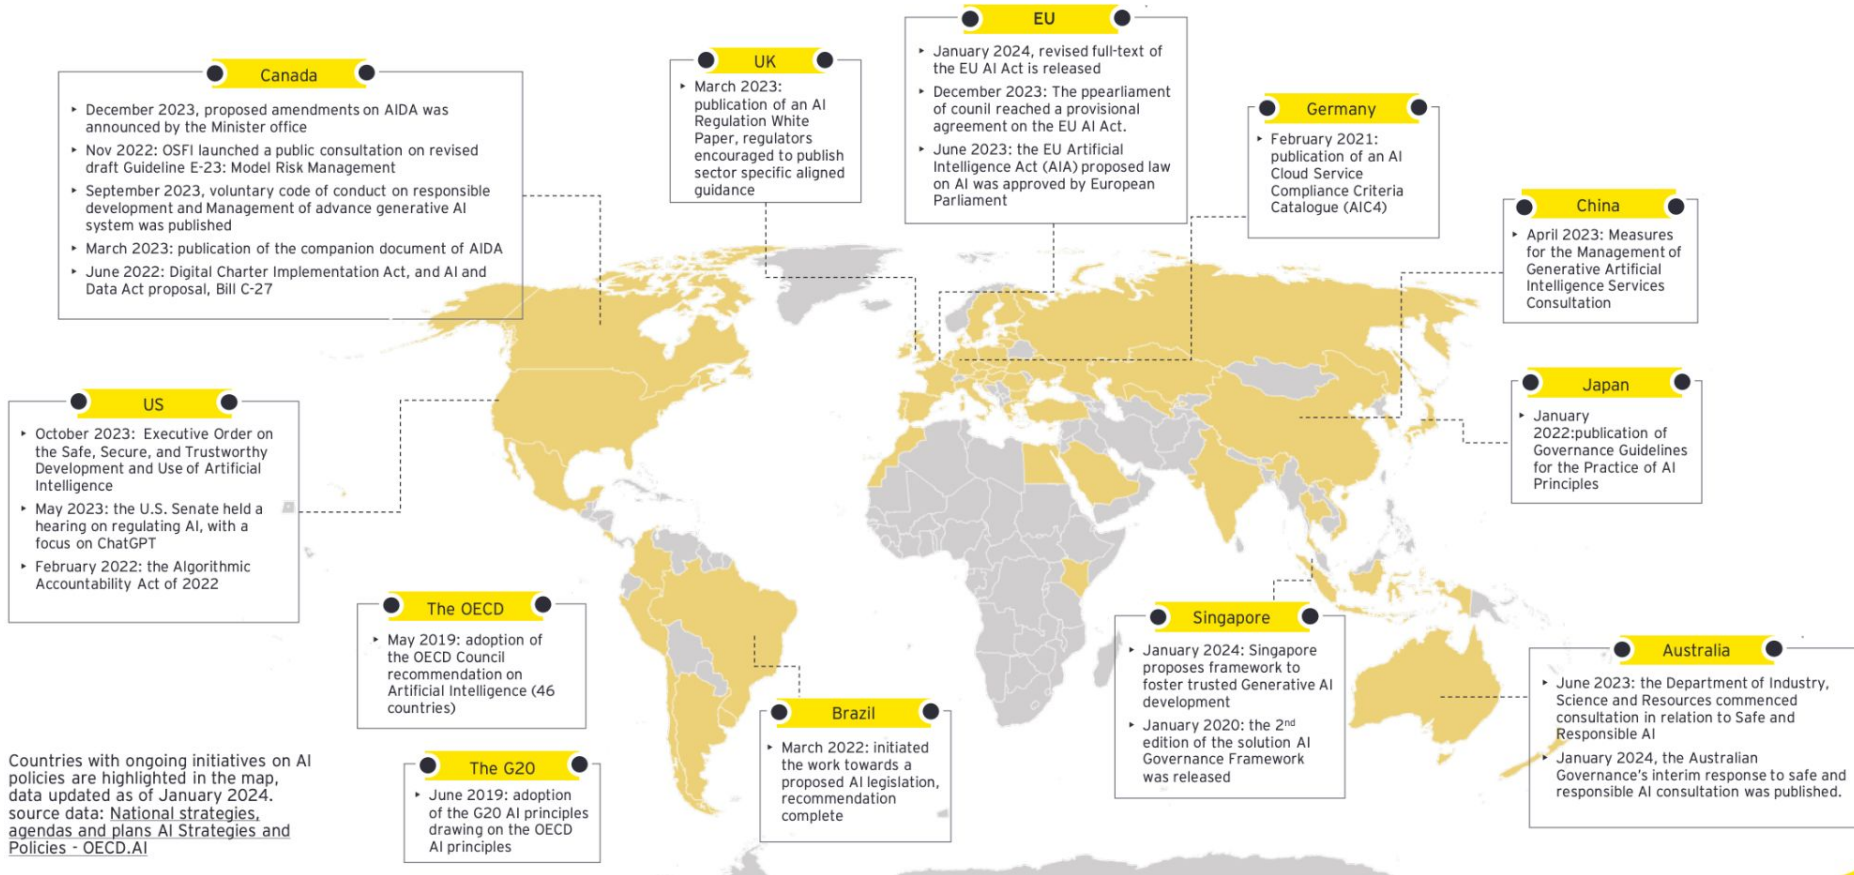 Canada
▸ December 2023, proposed amendments on AIDA was
announced by the Minister office
▸ Nov 2022: OSFI launched a public consultation on revised
draft Guideline E-23: Model Risk Management
▸ September 2023, voluntary code of conduct on responsible
development and Management of advance generative AI
system was published
▸ March 2023: publication of the companion document of AIDA
▸ June 2022: Digital Charter Implementation Act, and AI and
Data Act proposal, Bill C-27
UK
▸ March 2023:
publication of an AI
Regulation White
Paper, regulators
encouraged to publish
sector specific aligned
guidance
EU
▸ January 2024, revised full-text of
the EU AI Act is released
▸ December 2023: The ppearliament
of counil reached a provisional
agreement on the EU AI Act.
▸ June 2023: the EU Artificial
Intelligence Act (AIA) proposed law
on AI was approved by European
Parliament
Germany
▸ February 2021:
publication of an AI
Cloud Service
Compliance Criteria
Catalogue (AIC4)
China
▸ April 2023: Measures
for the Management of
Generative Artificial
Intelligence Services
Consultation
Japan
▸ January
2022:publication of
Governance Guidelines
for the Practice of AI
Principles
US
▸ October 2023: Executive Order on
the Safe, Secure, and Trustworthy
Development and Use of Artificial
Intelligence
▸ May 2023: the U.S. Senate held a
hearing on regulating AI, with a
focus on ChatGPT
▸ February 2022: the Algorithmic
Accountability Act of 2022
The OECD
▸ May 2019: adoption of
the OECD Council
recommendation on
Artificial Intelligence (46
countries)
The G20
▸ June 2019: adoption
of the G20 AI principles
drawing on the OECD
AI principles
Brazil
▸ March 2022: initiated
the work towards a
proposed AI legislation,
recommendation
complete
Singapore
▸ January 2024: Singapore
proposes framework to
foster trusted Generative AI
development
▸ January 2020: the 2nd
edition of the solution AI
Governance Framework
was released
Australia
▸ June 2023: the Department of Industry,
Science and Resources commenced
consultation in relation to Safe and
Responsible AI
▸ January 2024, the Australian
Governance's interim response to safe and
responsible AI consultation was published.
Countries with ongoing initiatives on AI
policies are highlighted in the map,
data updated as of January 2024.
source data: National strategies,
agendas and plans AI Strategies and
Policies - OECD.AI